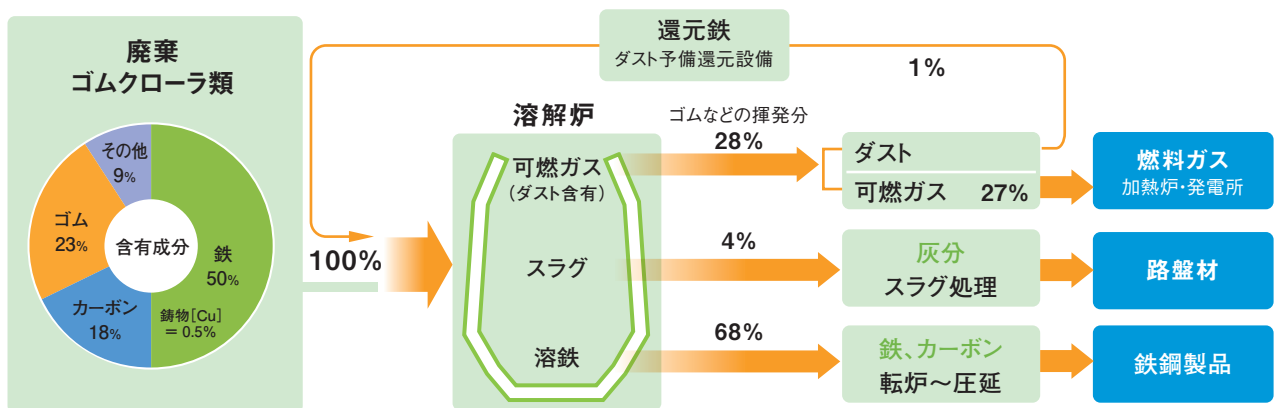 廃棄
ゴムクローラ類
その他
9%
ゴム
23%
含有成分
鉄
50%
カーボン
18%
鋳物[Cu]
= 0.5%
100%
還元鉄
ダスト予備還元設備
1%
溶解炉
可燃ガス
(ダスト含有)
スラグ
溶鉄
ゴムなどの揮発分
28%
ダスト
可燃ガス 27%
燃料ガス
加熱炉・発電所
4%
灰分
スラグ処理
路盤材
68%
鉄、カーボン
転炉〜圧延
鉄鋼製品